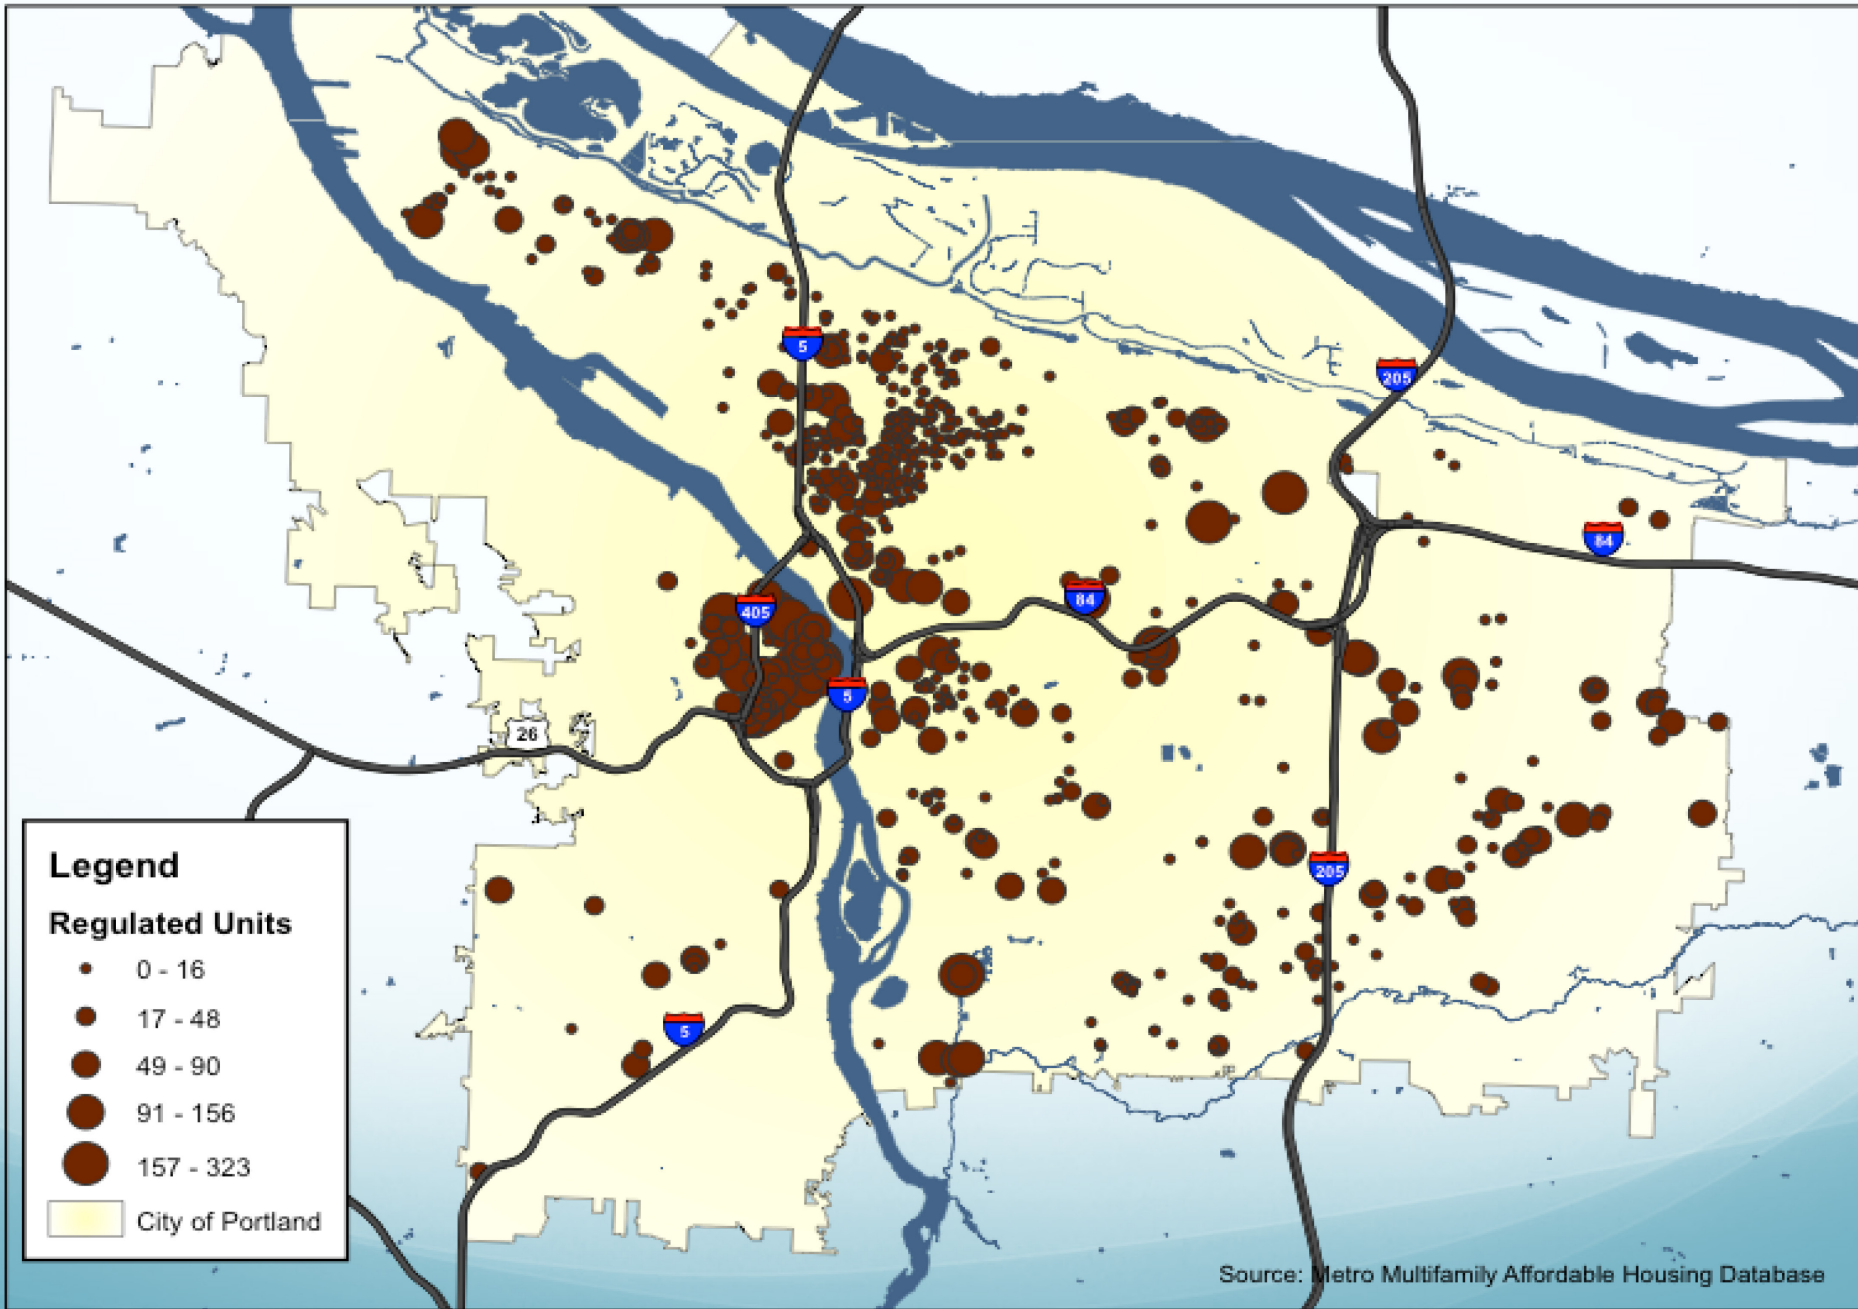 5
205
84
405
84
5
26
205
5
Legend
Regulated Units
0 - 16
17 - 48
49 - 90
91 - 156
157 - 323
City of Portland
Source: Metro Multifamily Affordable Housing Database